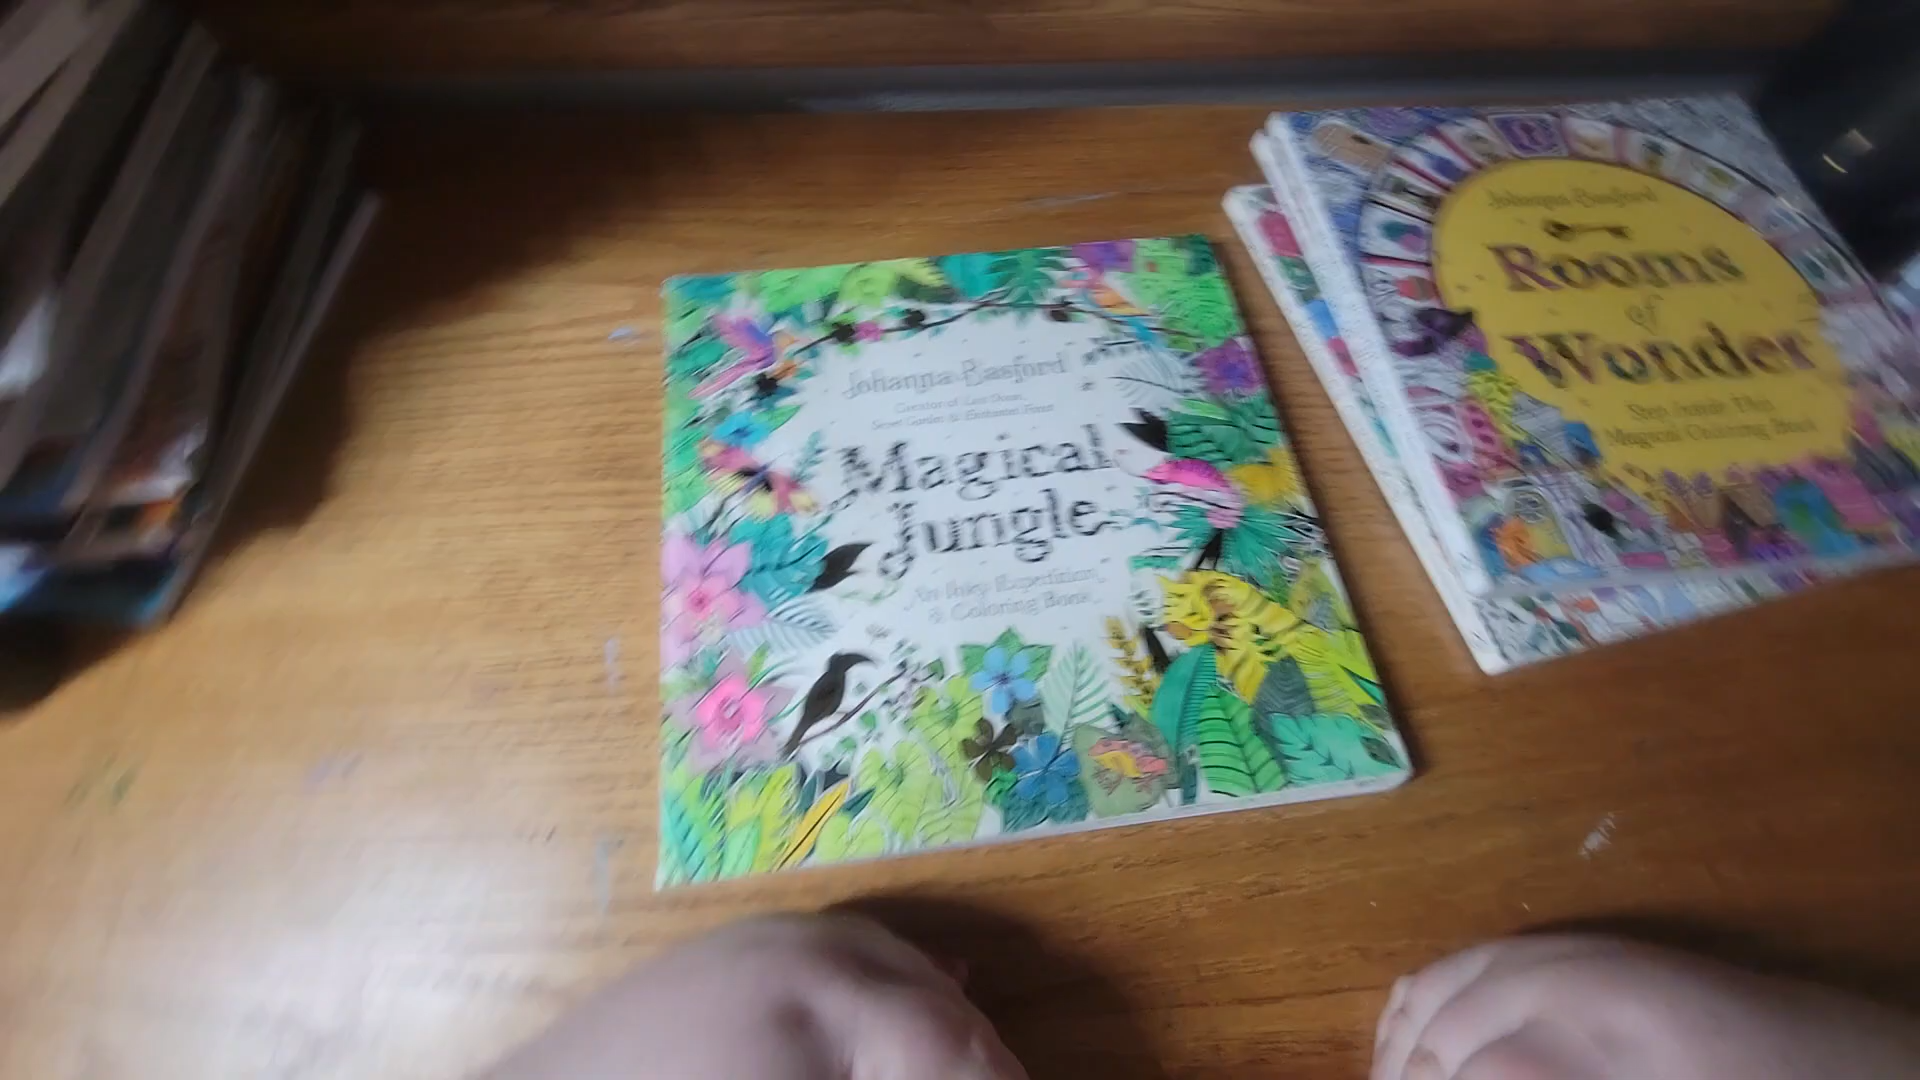 Johanna Basford
Creator of Lost Ocean,
Secret Garden & Enchanted Forest
Magical
Jungle
An Inky Expedition
& Coloring Book
Johanna Basford
Rooms
of
Wonder
Step Inside This
Magical Coloring Book